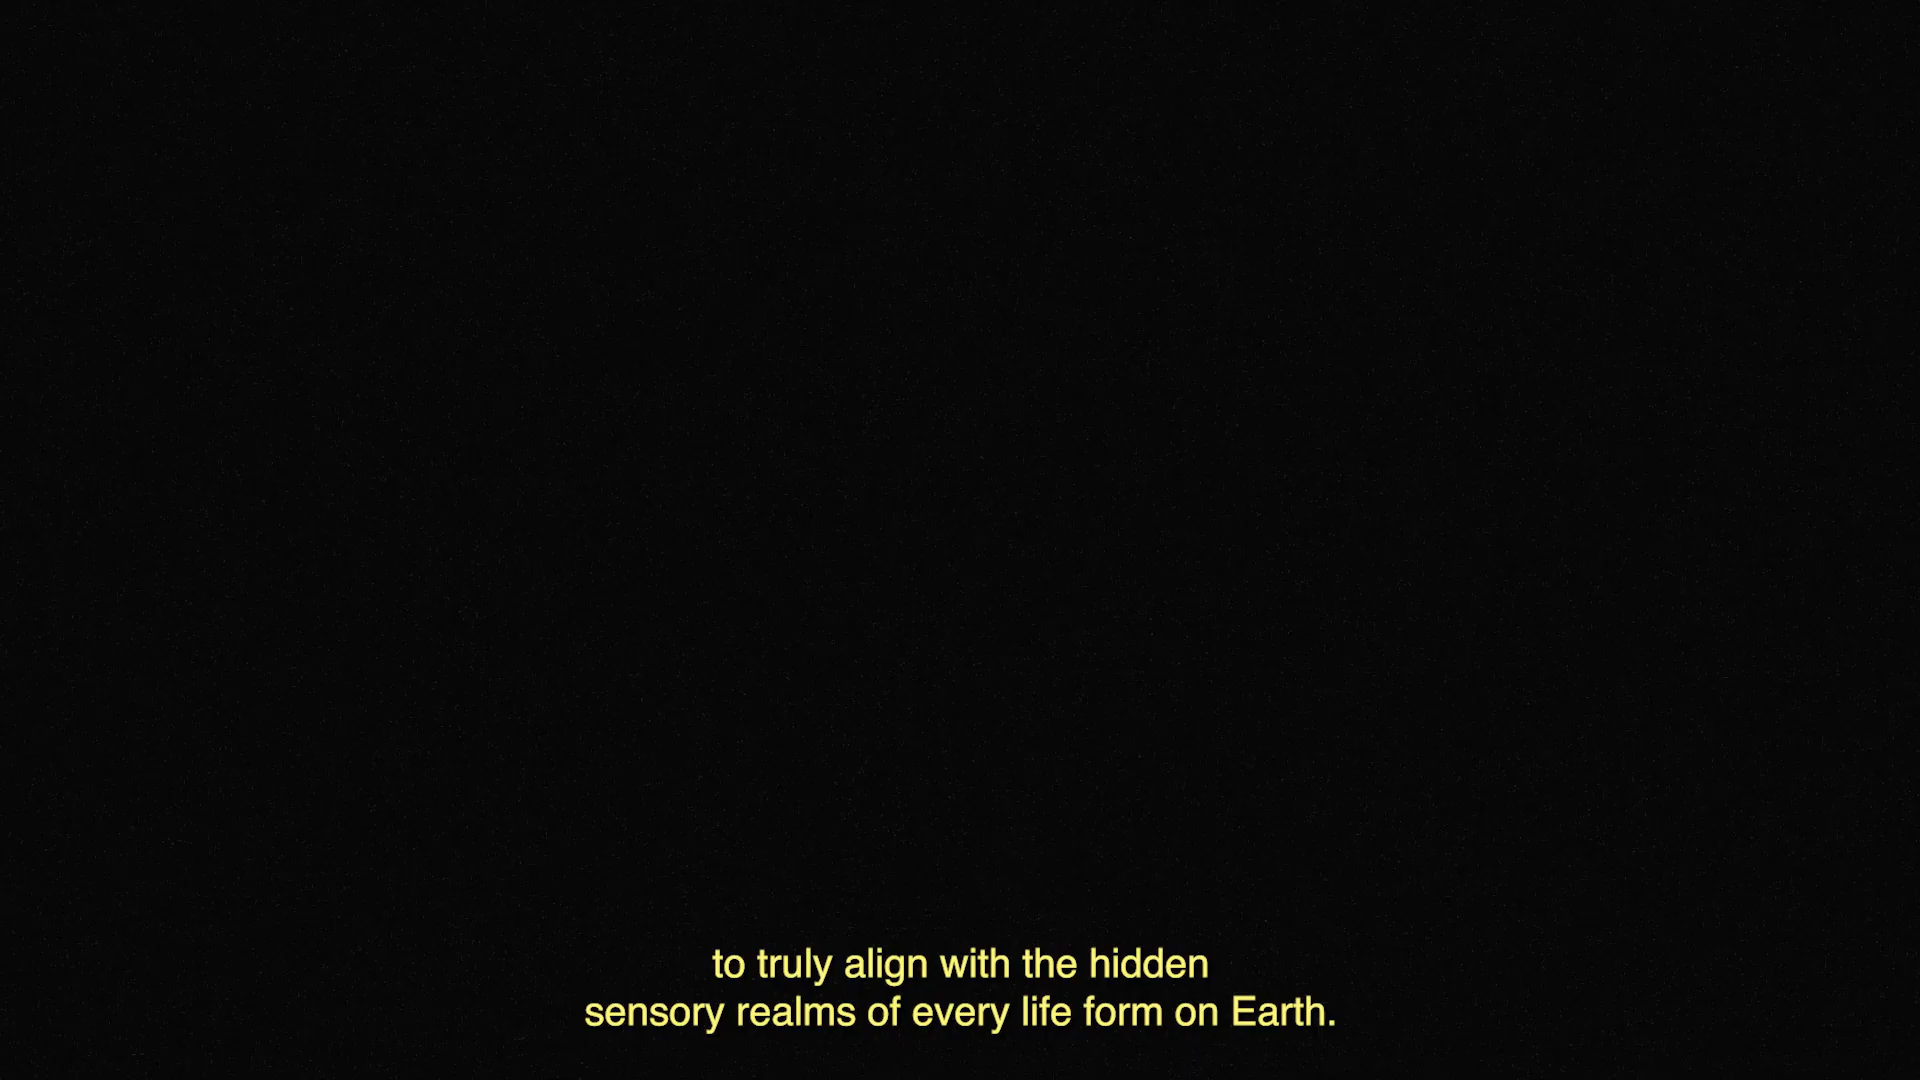 to truly align with the hidden
sensory realms of every life form on Earth.